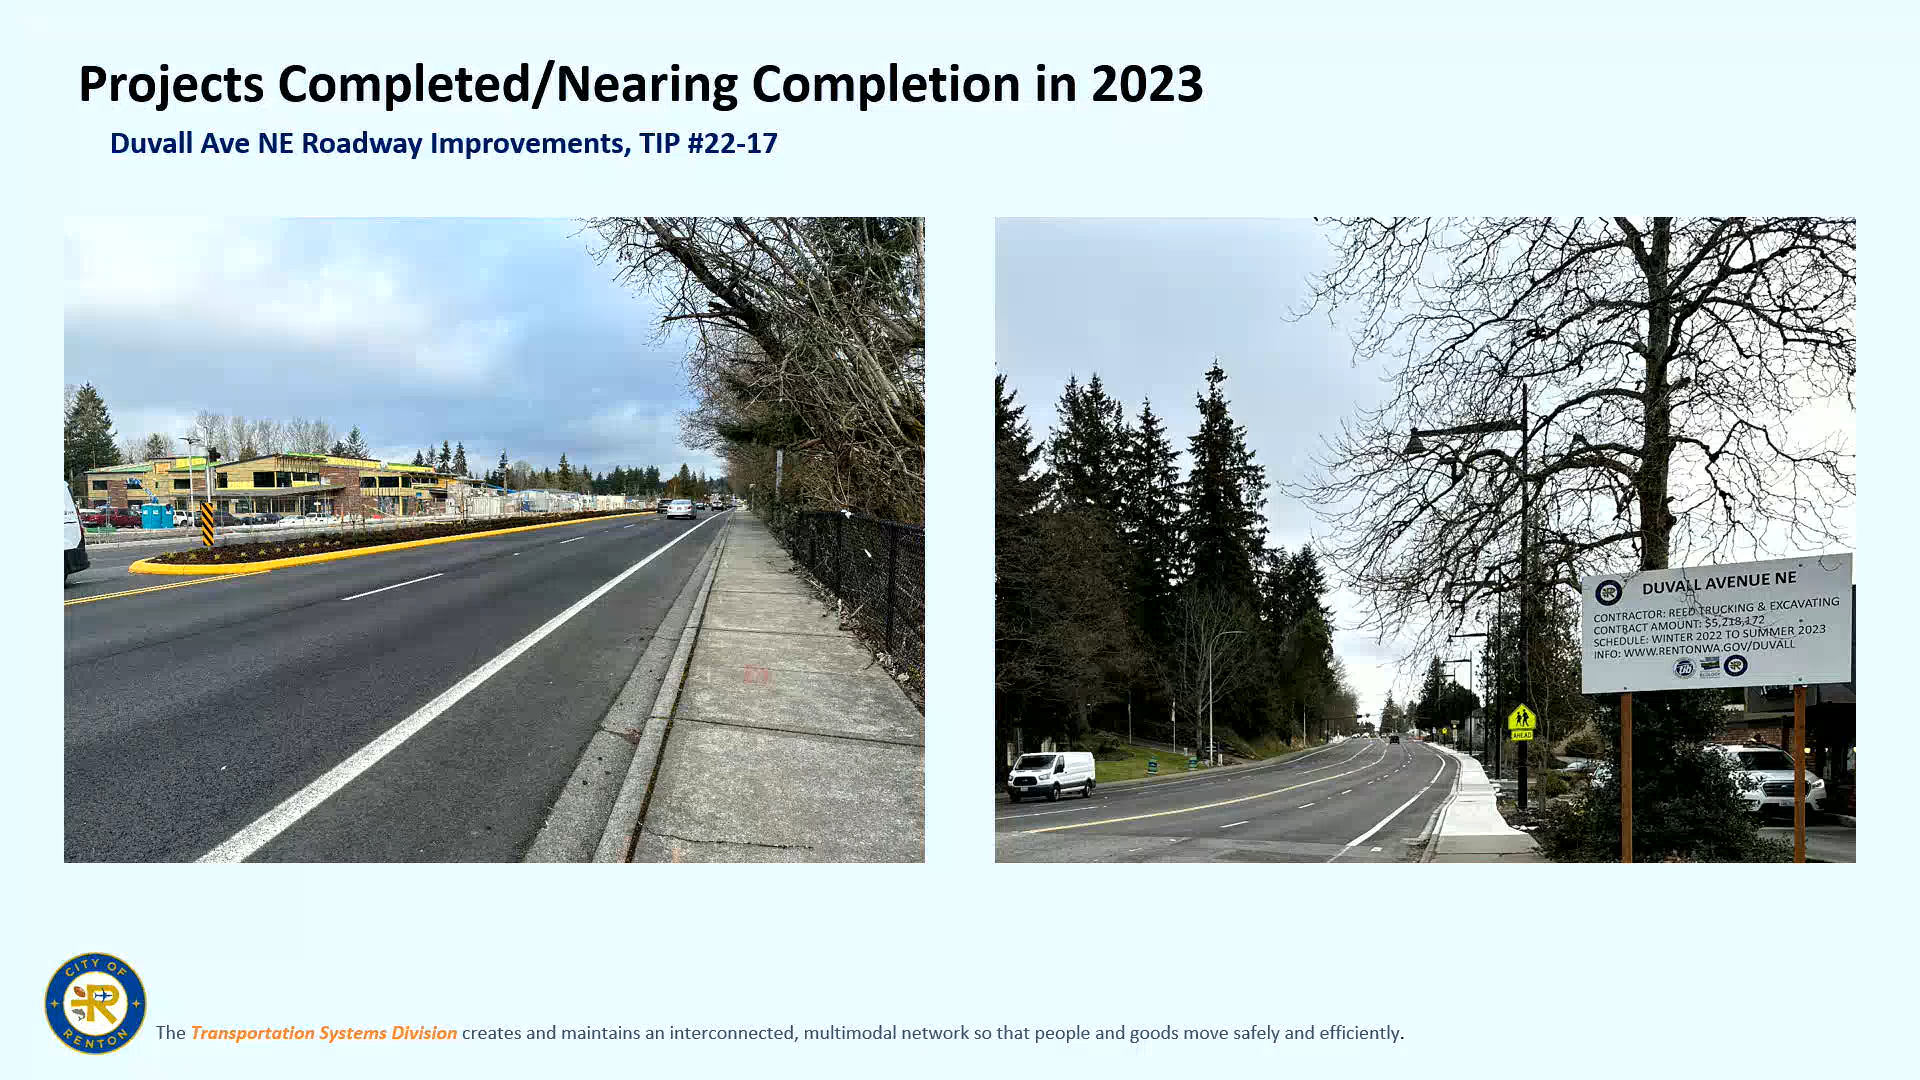 Projects Completed/Nearing Completion in 2023
Duvall Ave NE Roadway Improvements, TIP #22-17
DUVALL AVENUE NE
CONTRACTOR: REED TRUCKING & EXCAVATING
CONTRACT AMOUNT: $5,218,172
SCHEDULE: WINTER 2022 TO SUMMER 2023
INFO: WWW.RENTONWA.GOV/DUVALL
AHEAD
CITY OF
R
RENTON
The Transportation Systems Division creates and maintains an interconnected, multimodal network so that people and goods move safely and efficiently.